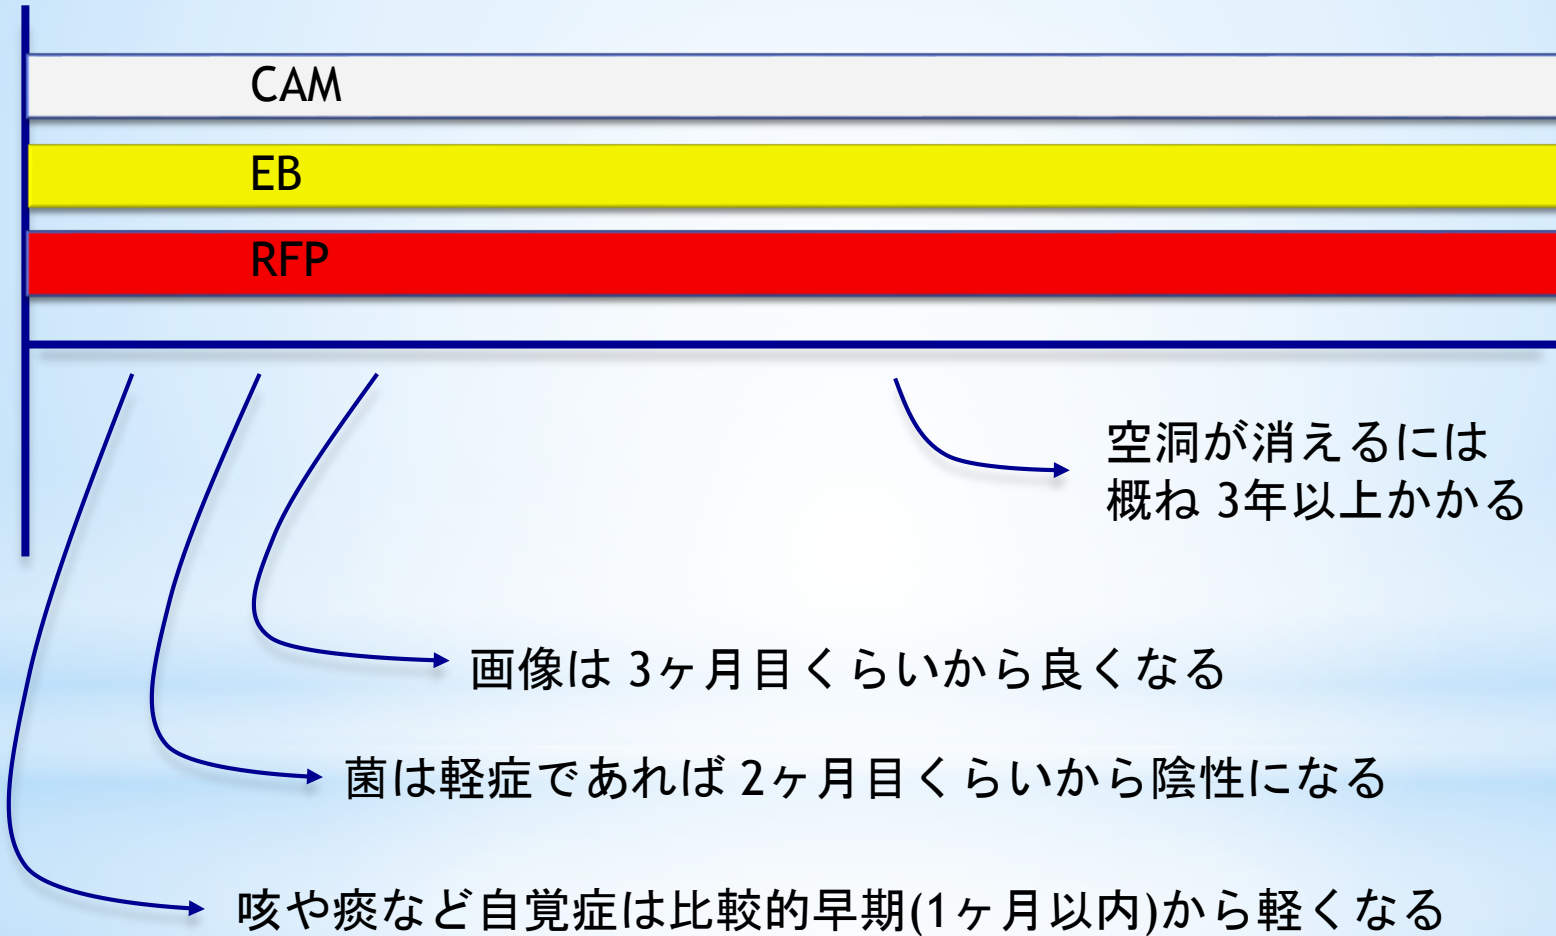 CAM
EB
RFP
空洞が消えるには
概ね 3年以上かかる
画像は 3ヶ月目くらいから良くなる
菌は軽症であれば 2ヶ月目くらいから陰性になる
咳や痰など自覚症は比較的早期(1ヶ月以内)から軽くなる